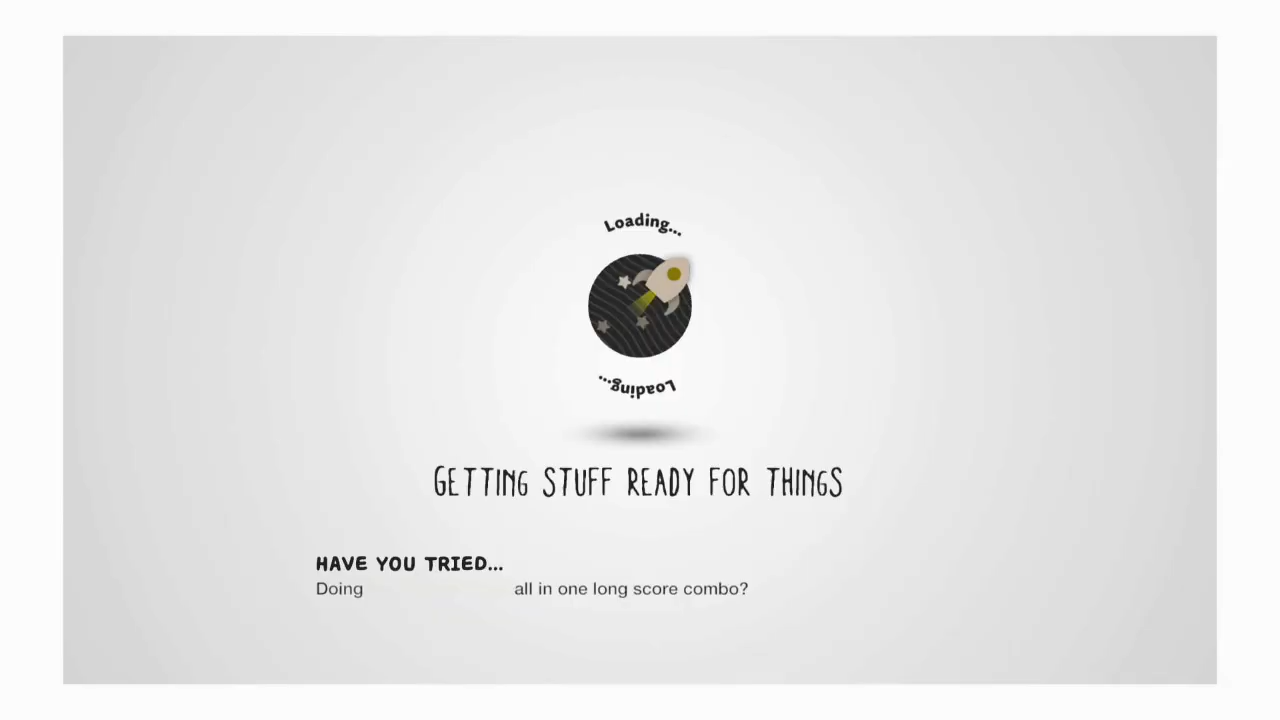 Loading...
Loading...
GETTING STUFF READY FOR THINGS
HAVE YOU TRIED...
Doing all in one long score combo?